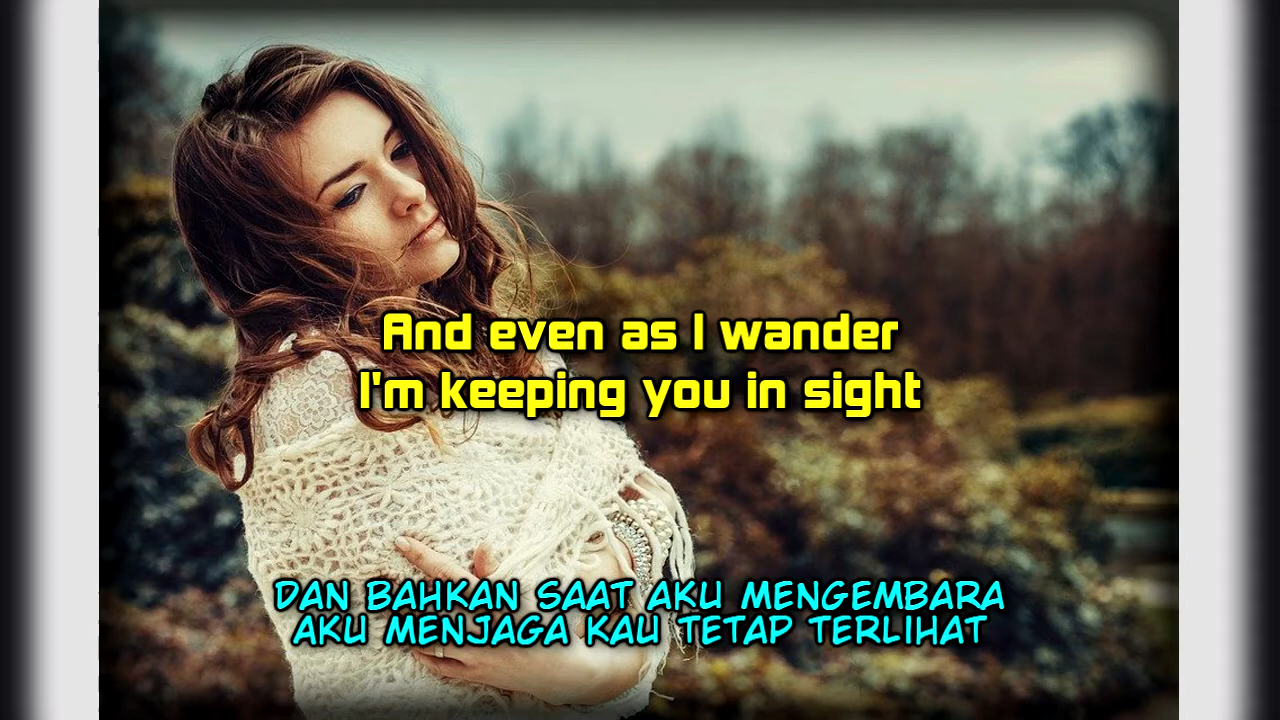 And even as I wander
I'm keeping you in sight
DAN BAHKAN SAAT AKU MENGEMBARA
AKU MENJAGA KAU TETAP TERLIHAT